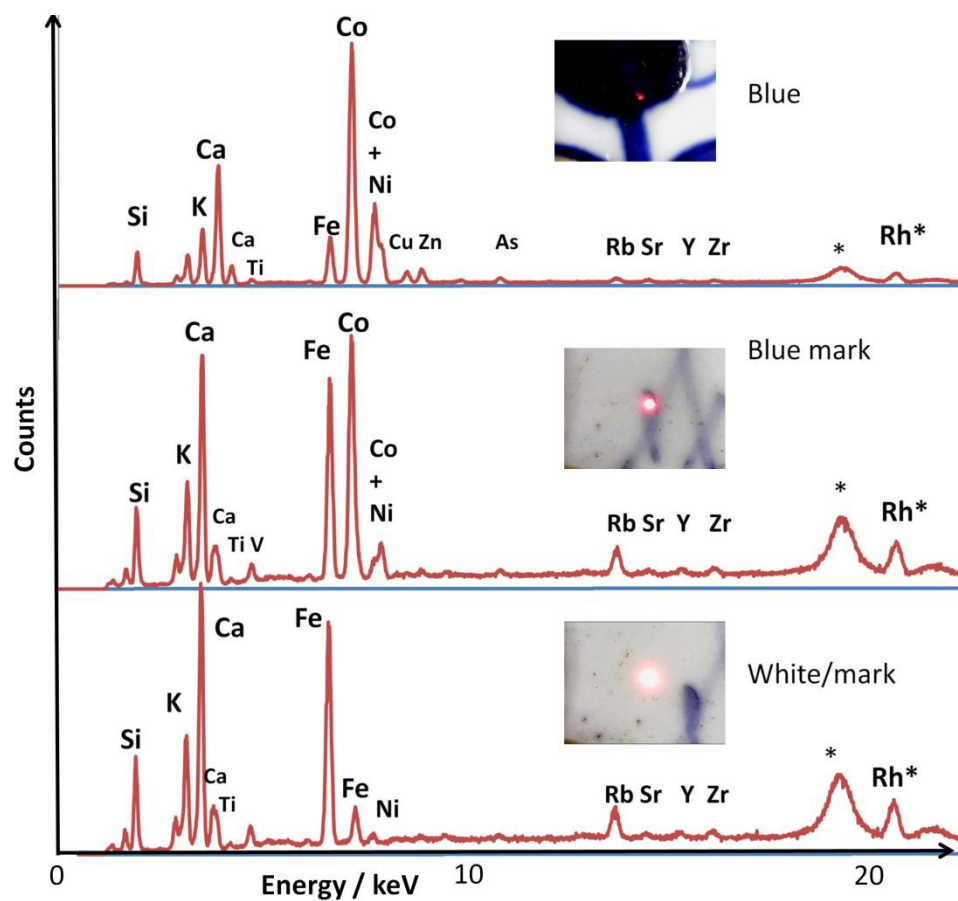 Co
Blue
Co
+
Ni
Ca
K
Si
Ca
Ti
Fe
Cu Zn
As
Rb Sr Y Zr
*
Rh*
Co
Blue mark
Ca
Fe
K
Si
Ca
Ti V
Co
+
Ni
Rb Sr Y Zr
*
Rh*
Fe
Ca
White/mark
K
Si
Ca
Ti
Fe
Ni
Rb Sr Y Zr
*
Rh*
Counts
0
10
20
Energy / keV